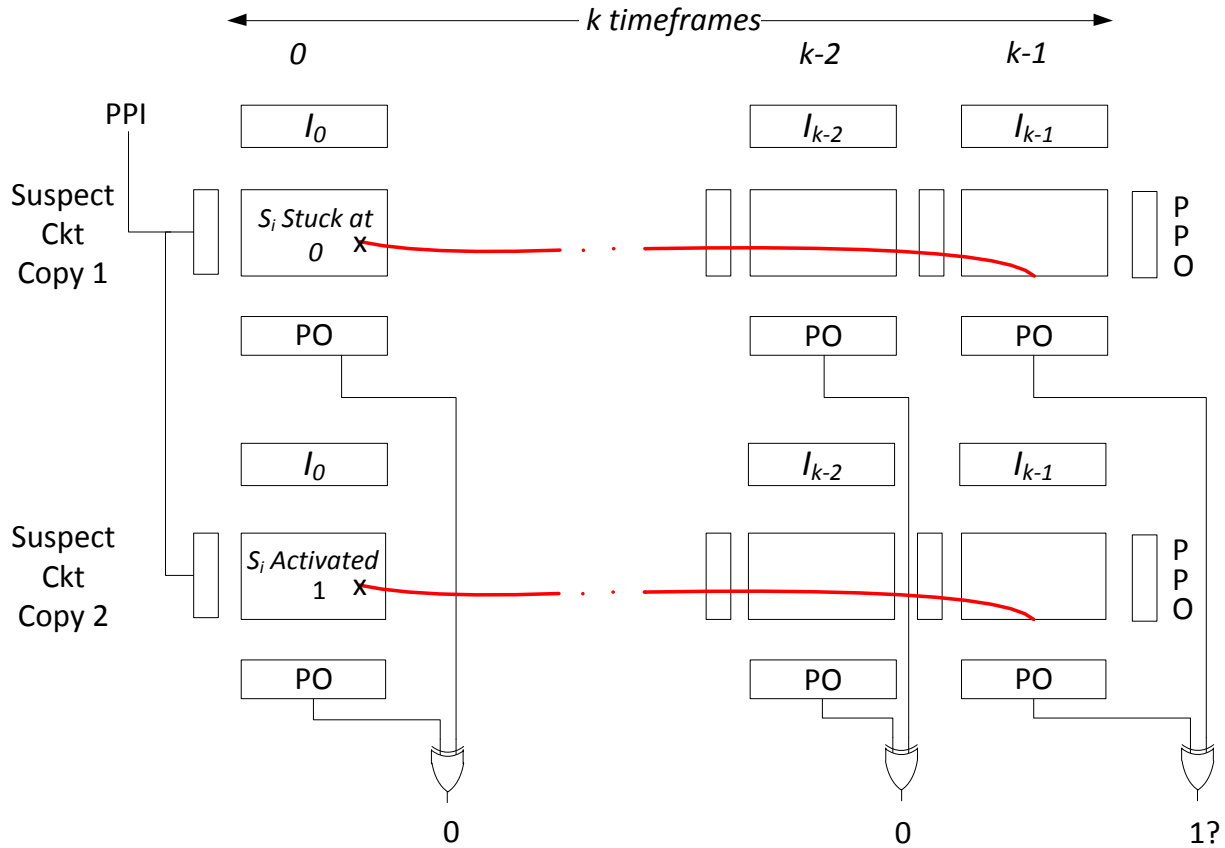 k timeframes
0 k-2 k-1
PPI
I0 Ik-2 Ik-1
Suspect
Ckt
Copy 1
Si Stuck at
0 x
P
P
O
PO PO PO
I0 Ik-2 Ik-1
Suspect
Ckt
Copy 2
Si Activated
1 x
P
P
O
PO PO PO
0 0 1?